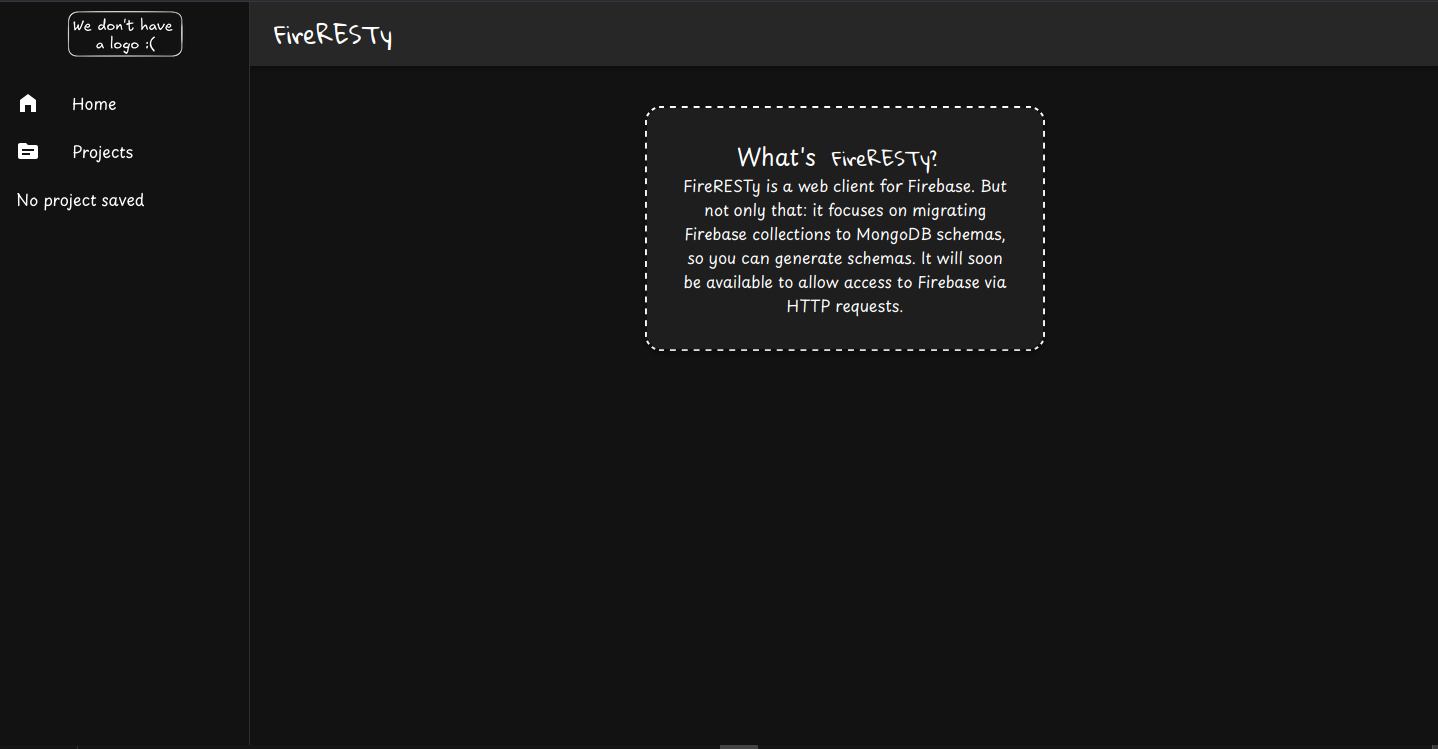 We don't have
a logo :(
FireRESTy
Home
Projects
No project saved
What's FireRESTy?
FireRESTy is a web client for Firebase. But
not only that: it focuses on migrating
Firebase collections to MongoDB schemas,
so you can generate schemas. It will soon
be available to allow access to Firebase via
HTTP requests.